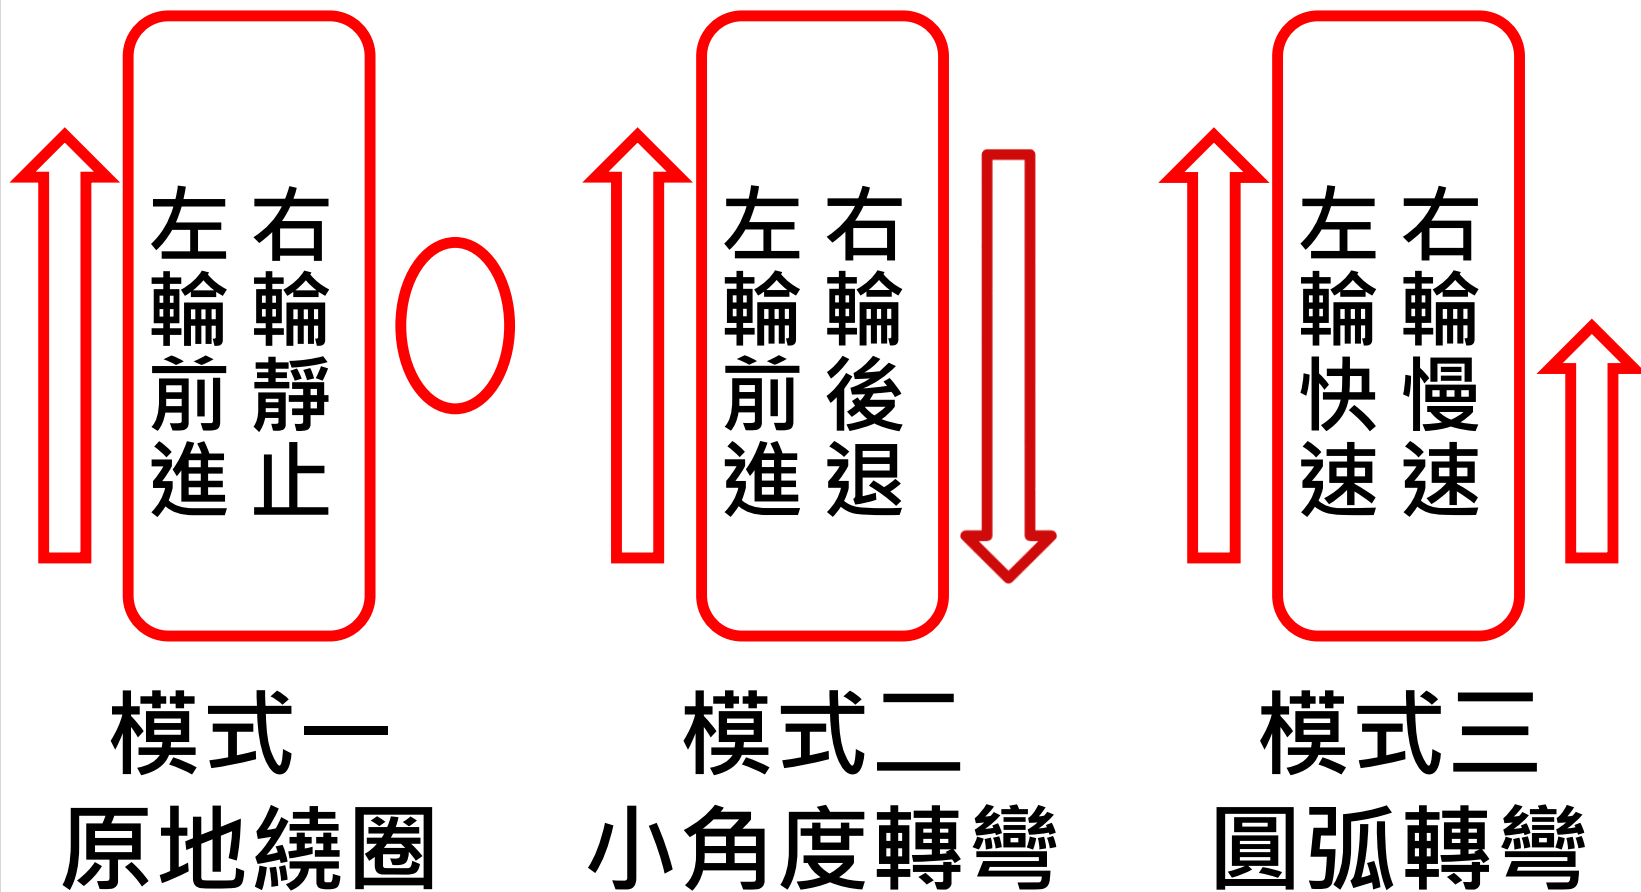 左輪前進
右輪靜止
左輪前進
右輪後退
左輪快速
右輪慢速
模式一
原地繞圈
模式二
小角度轉彎
模式三
圓弧轉彎